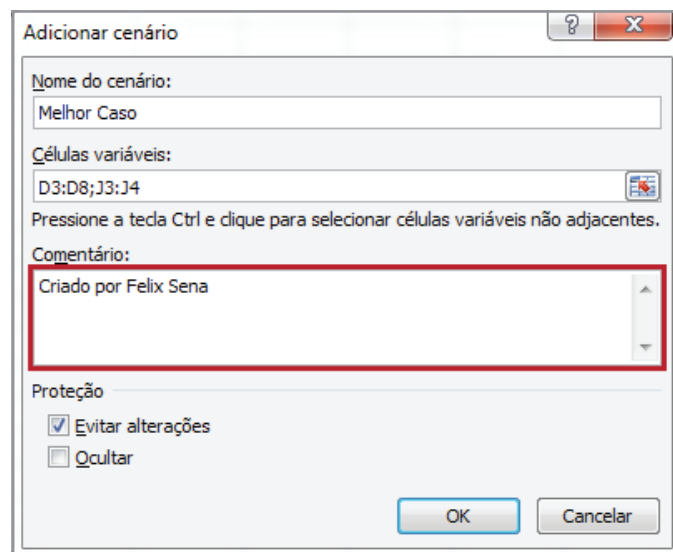 Adicionar cenário
?
X
Nome do cenário:
Melhor Caso
Células variáveis:
D3:D8;J3:J4
Pressione a tecla Ctrl e clique para selecionar células variáveis não adjacentes.
Comentário:
Criado por Felix Sena
Proteção
Evitar alterações
Ocultar
OK Cancelar